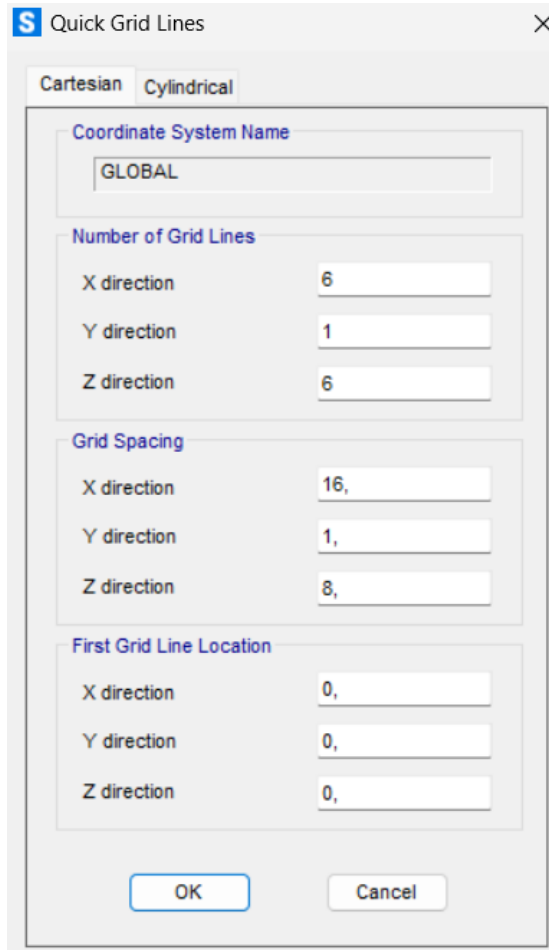 S Quick Grid Lines
Cartesian Cylindrical
Coordinate System Name
GLOBAL
Number of Grid Lines
X direction 6
Y direction 1
Z direction 6
Grid Spacing
X direction 16,
Y direction 1,
Z direction 8,
First Grid Line Location
X direction 0,
Y direction 0,
Z direction 0,
OK Cancel